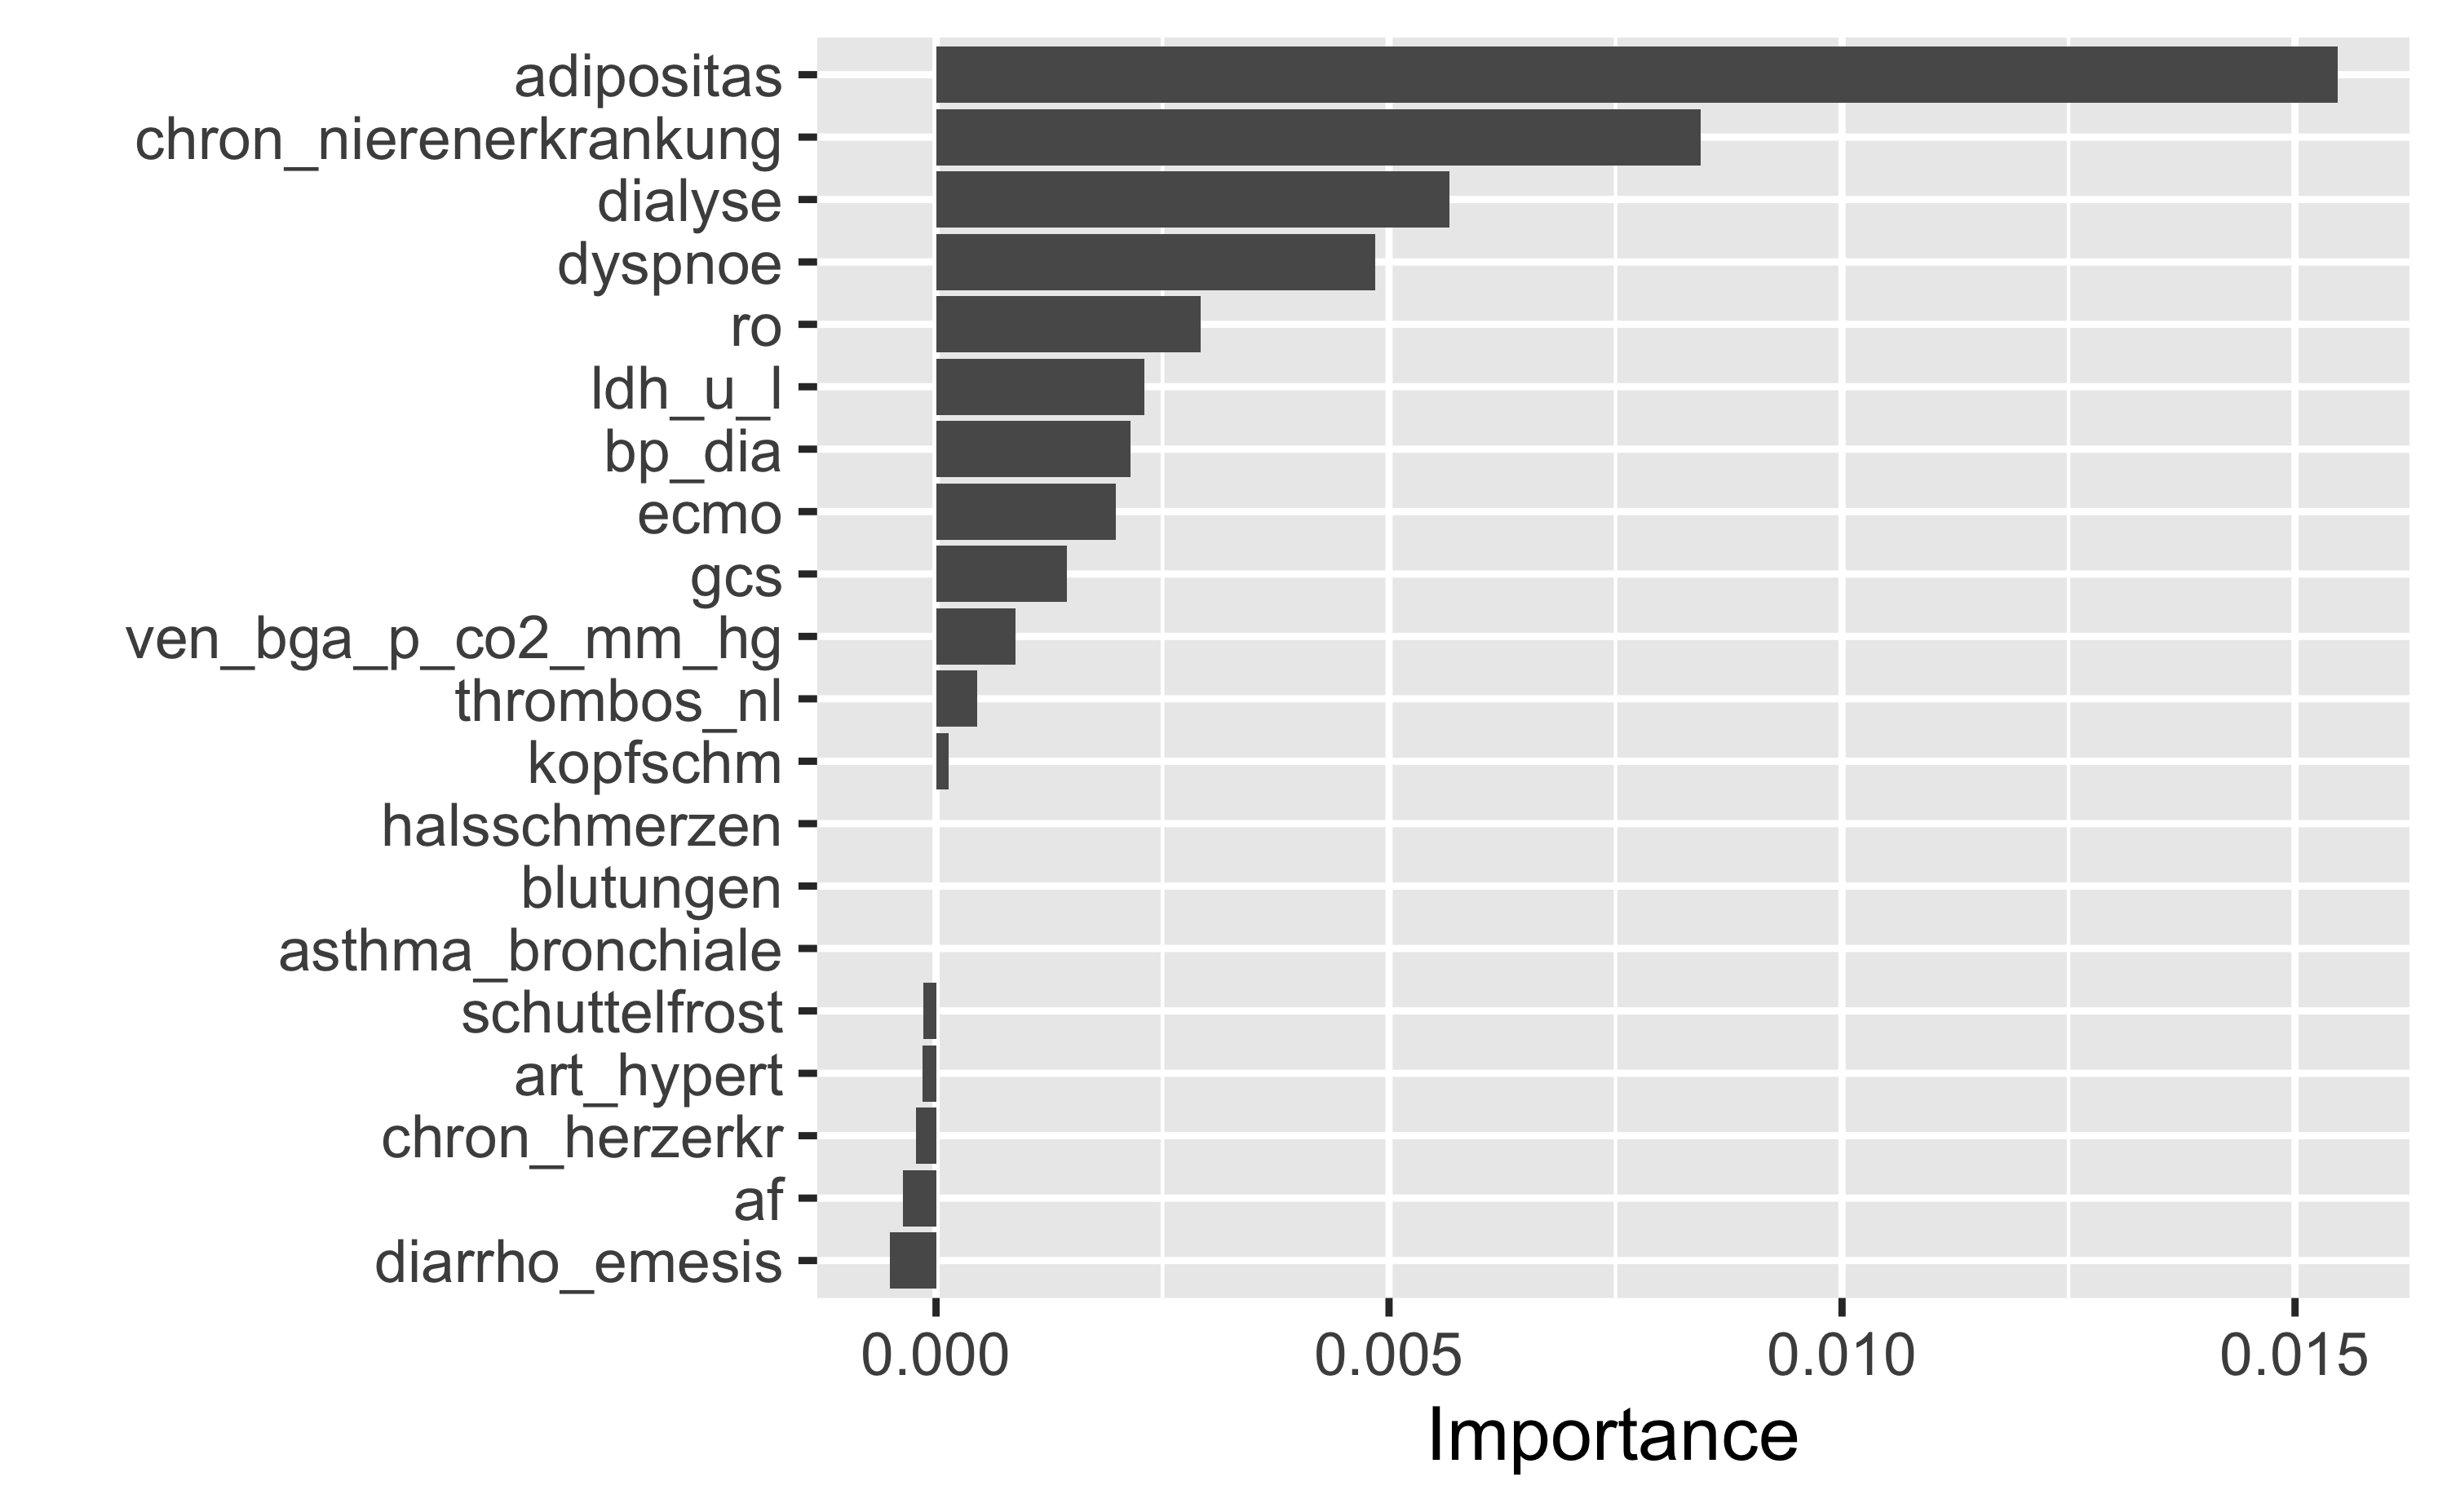 adipositas
chron_nierenerkrankung
dialyse
dyspnoe
ro
ldh_u_l
bp_dia
ecmo
gcs
ven_bga_p_co2_mm_hg
thrombos_nl
kopfschm
halsschmerzen
blutungen
asthma_bronchiale
schuttelfrost
art_hypert
chron_herzerkr
af
diarrho_emesis
0.000 0.005 0.010 0.015
Importance